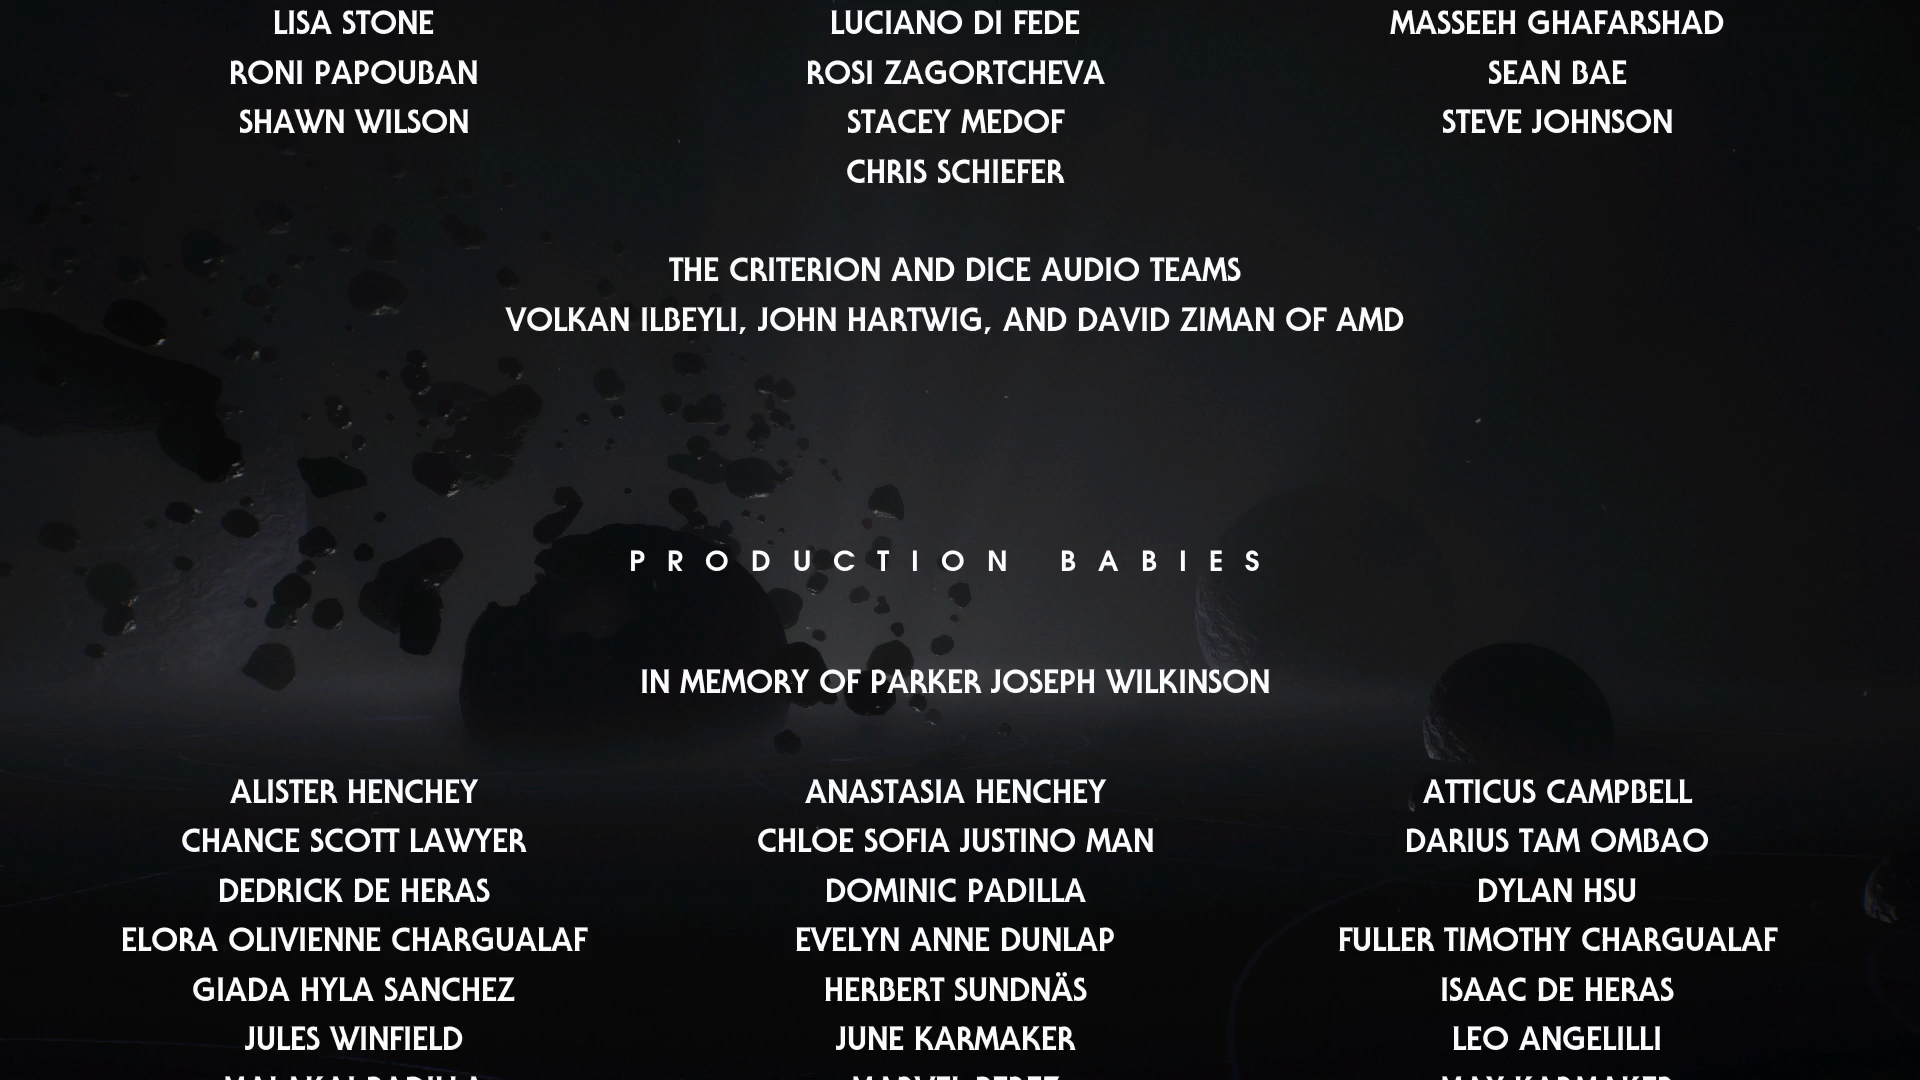 LISA STONE LUCIANO DI FEDE MASSEEH GHAFARSHAD
RONI PAPOUBAN ROSI ZAGORTCHEVA SEAN BAE
SHAWN WILSON STACEY MEDOF STEVE JOHNSON
CHRIS SCHIEFER
THE CRITERION AND DICE AUDIO TEAMS
VOLKAN ILBEYLI, JOHN HARTWIG, AND DAVID ZIMAN OF AMD
PRODUCTION BABIES
IN MEMORY OF PARKER JOSEPH WILKINSON
ALISTER HENCHEY ANASTASIA HENCHEY ATTICUS CAMPBELL
CHANCE SCOTT LAWYER CHLOE SOFIA JUSTINO MAN DARIUS TAM OMBAO
DEDRICK DE HERAS DOMINIC PADILLA DYLAN HSU
ELORA OLIVIENNE CHARGUALAF EVELYN ANNE DUNLAP FULLER TIMOTHY CHARGUALAF
GIADA HYLA SANCHEZ HERBERT SUNDNÄS ISAAC DE HERAS
JULES WINFIELD JUNE KARMAKER LEO ANGELILLI